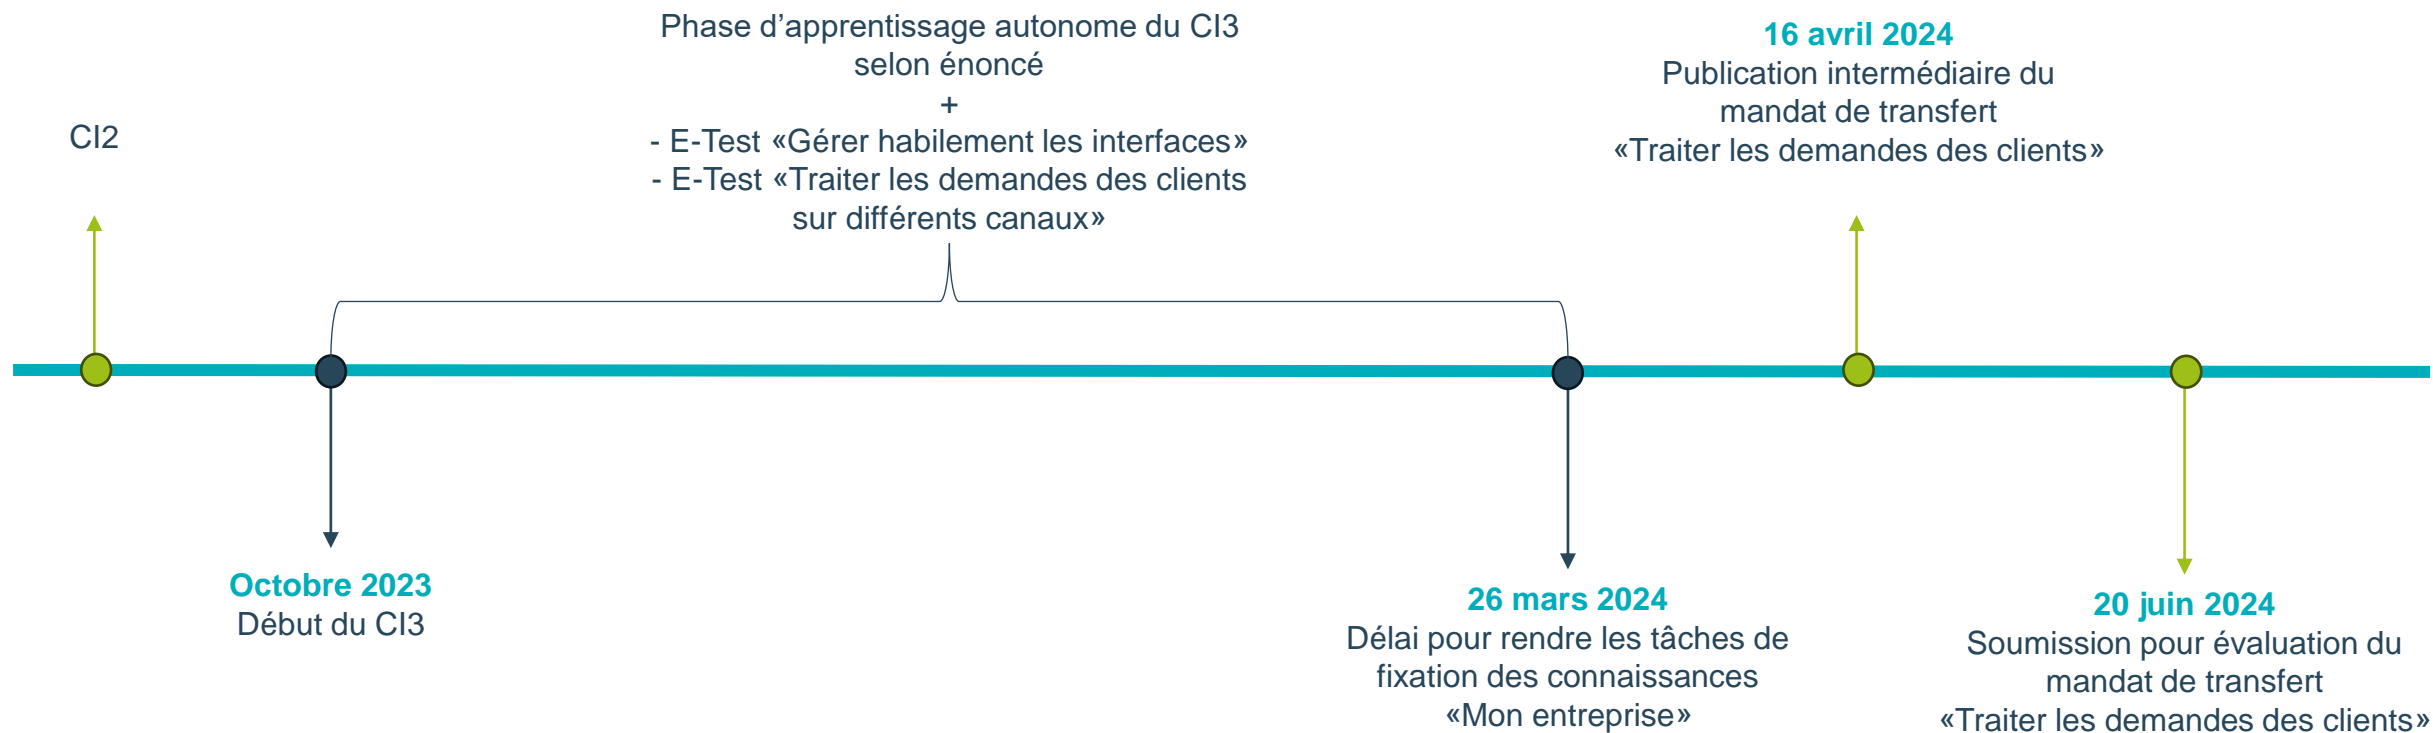 Phase d’apprentissage autonome du CI3
selon énoncé
+
- E-Test «Gérer habilement les interfaces»
- E-Test «Traiter les demandes des clients
sur différents canaux»
16 avril 2024
Publication intermédiaire du
mandat de transfert
«Traiter les demandes des clients»
CI2
Octobre 2023
Début du CI3
26 mars 2024
Délai pour rendre les tâches de
fixation des connaissances
«Mon entreprise»
20 juin 2024
Soumission pour évaluation du
mandat de transfert
«Traiter les demandes des clients»